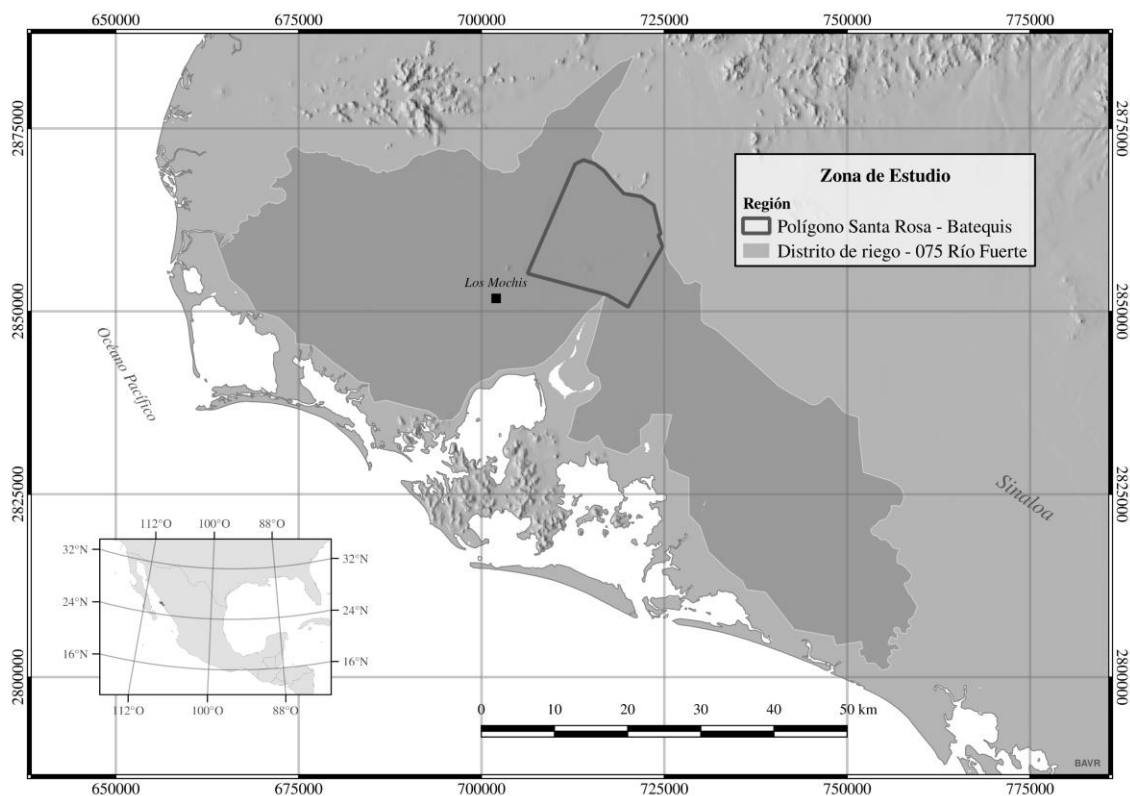 650000 675000 700000 725000 750000 775000
2875000 2875000
Zona de Estudio
Región
Polígono Santa Rosa - Batequis
Distrito de riego - 075 Río Fuerte
Los Mochis
2850000 2850000
Océano Pacífico
Sinaloa
2825000 2825000
112°O 100°O 88°O
32°N 32°N
24°N 24°N
16°N 16°N
112°O 100°O 88°O
2800000 2800000
0 10 20 30 40 50 km
BAVR
650000 675000 700000 725000 750000 775000